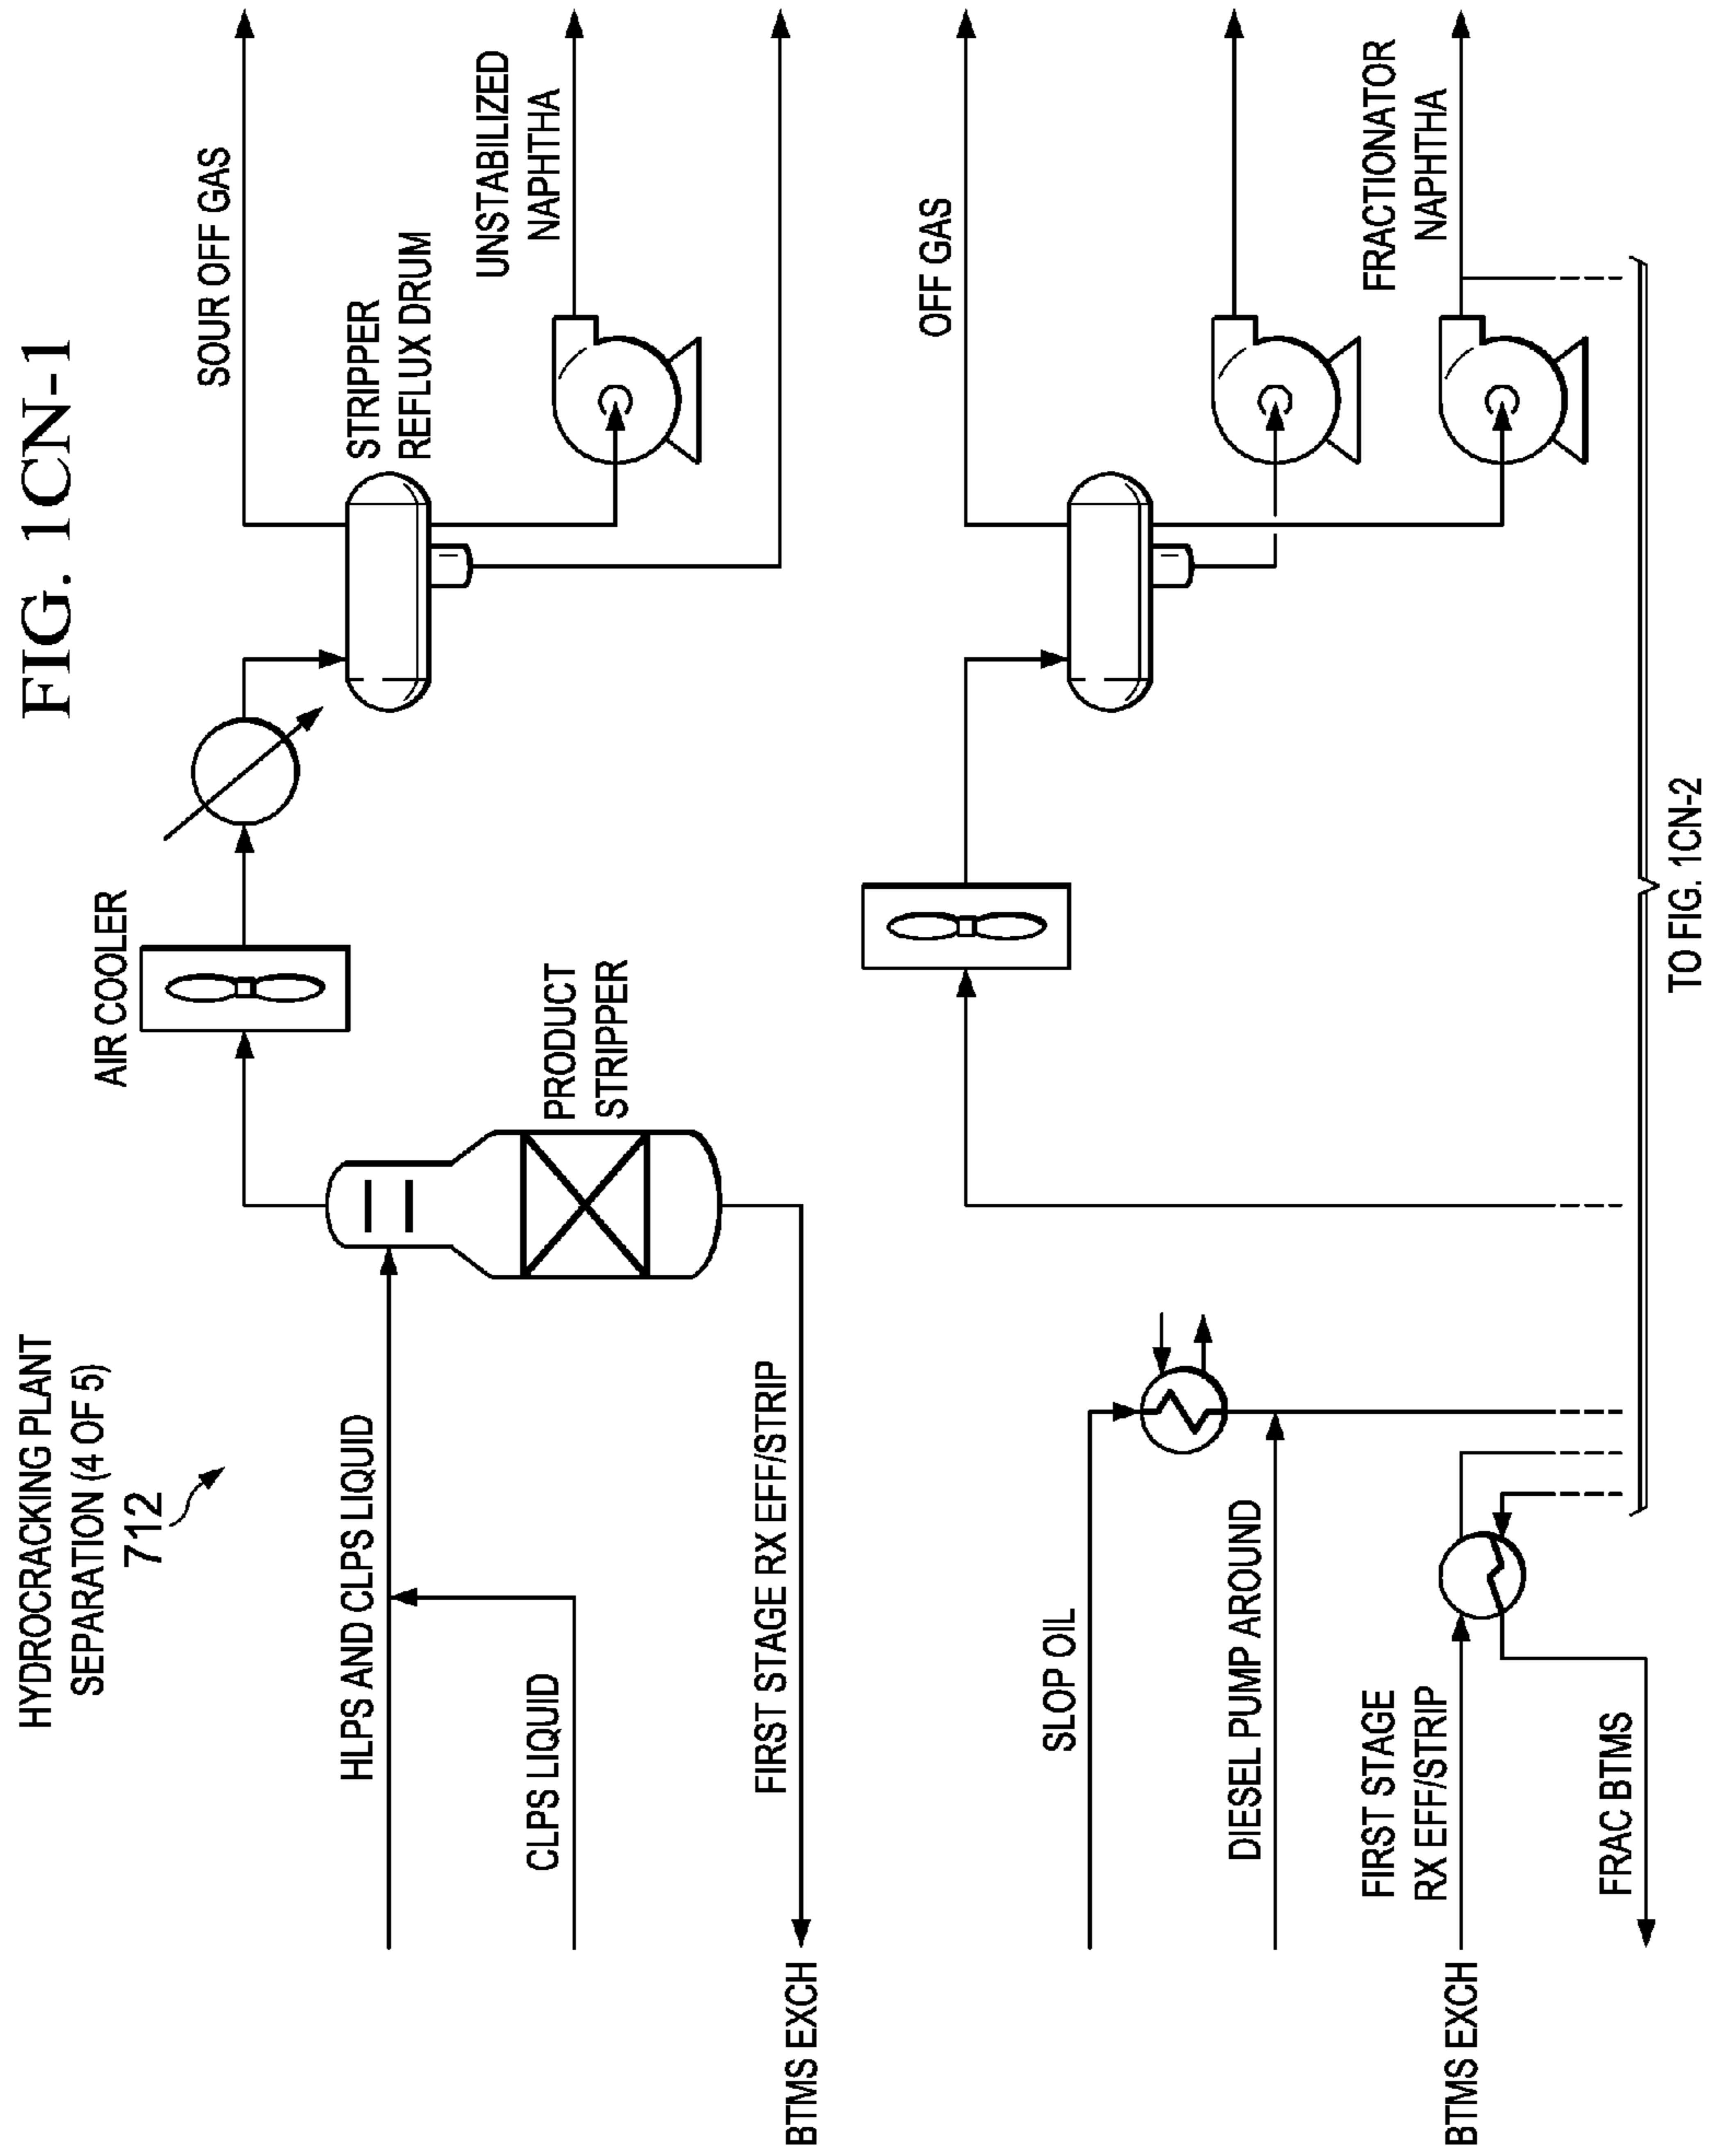 HYDROCRACKING PLANT
SEPARATION (4 OF 5)
712
FIG. 1CN-1
AIR COOLER
SOUR OFF GAS
HLPS AND CLPS LIQUID
STRIPPER
REFLUX DRUM
CLPS LIQUID
PRODUCT
STRIPPER
UNSTABILIZED
NAPHTHA
FIRST STAGE RX EFF/STRIP
BTMS EXCH
OFF GAS
SLOP OIL
DIESEL PUMP AROUND
FIRST STAGE
RX EFF/STRIP
BTMS EXCH
FRACTIONATOR
NAPHTHA
FRAC BTMS
TO FIG. 1CN-2